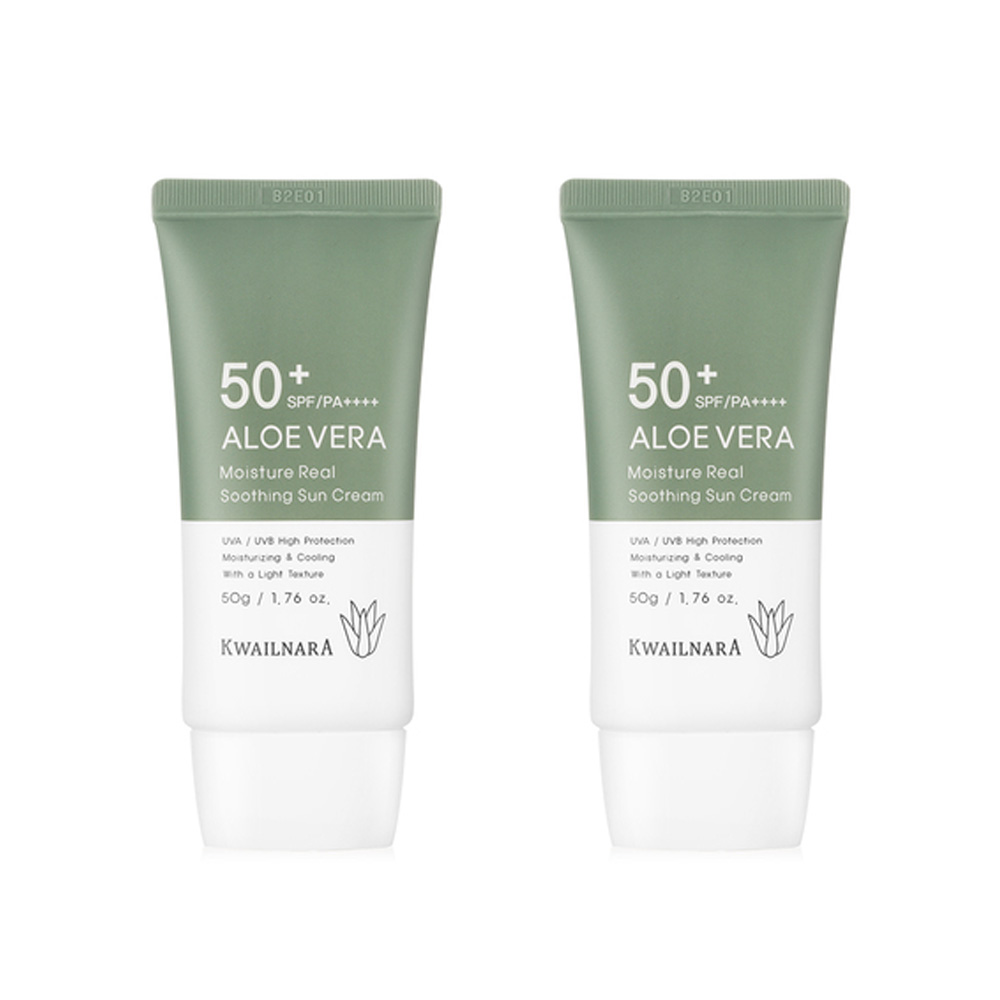 B2E01
50+
SPF/PA++++
ALOE VERA
Moisture Real
Soothing Sun Cream
UVA / UVB High Protection
Moisturizing & Cooling
With a Light Texture
50g / 1.76 oz.
KWAILNARA
B2E01
50+
SPF/PA++++
ALOE VERA
Moisture Real
Soothing Sun Cream
UVA / UVB High Protection
Moisturizing & Cooling
With a Light Texture
50g / 1.76 oz.
KWAILNARA